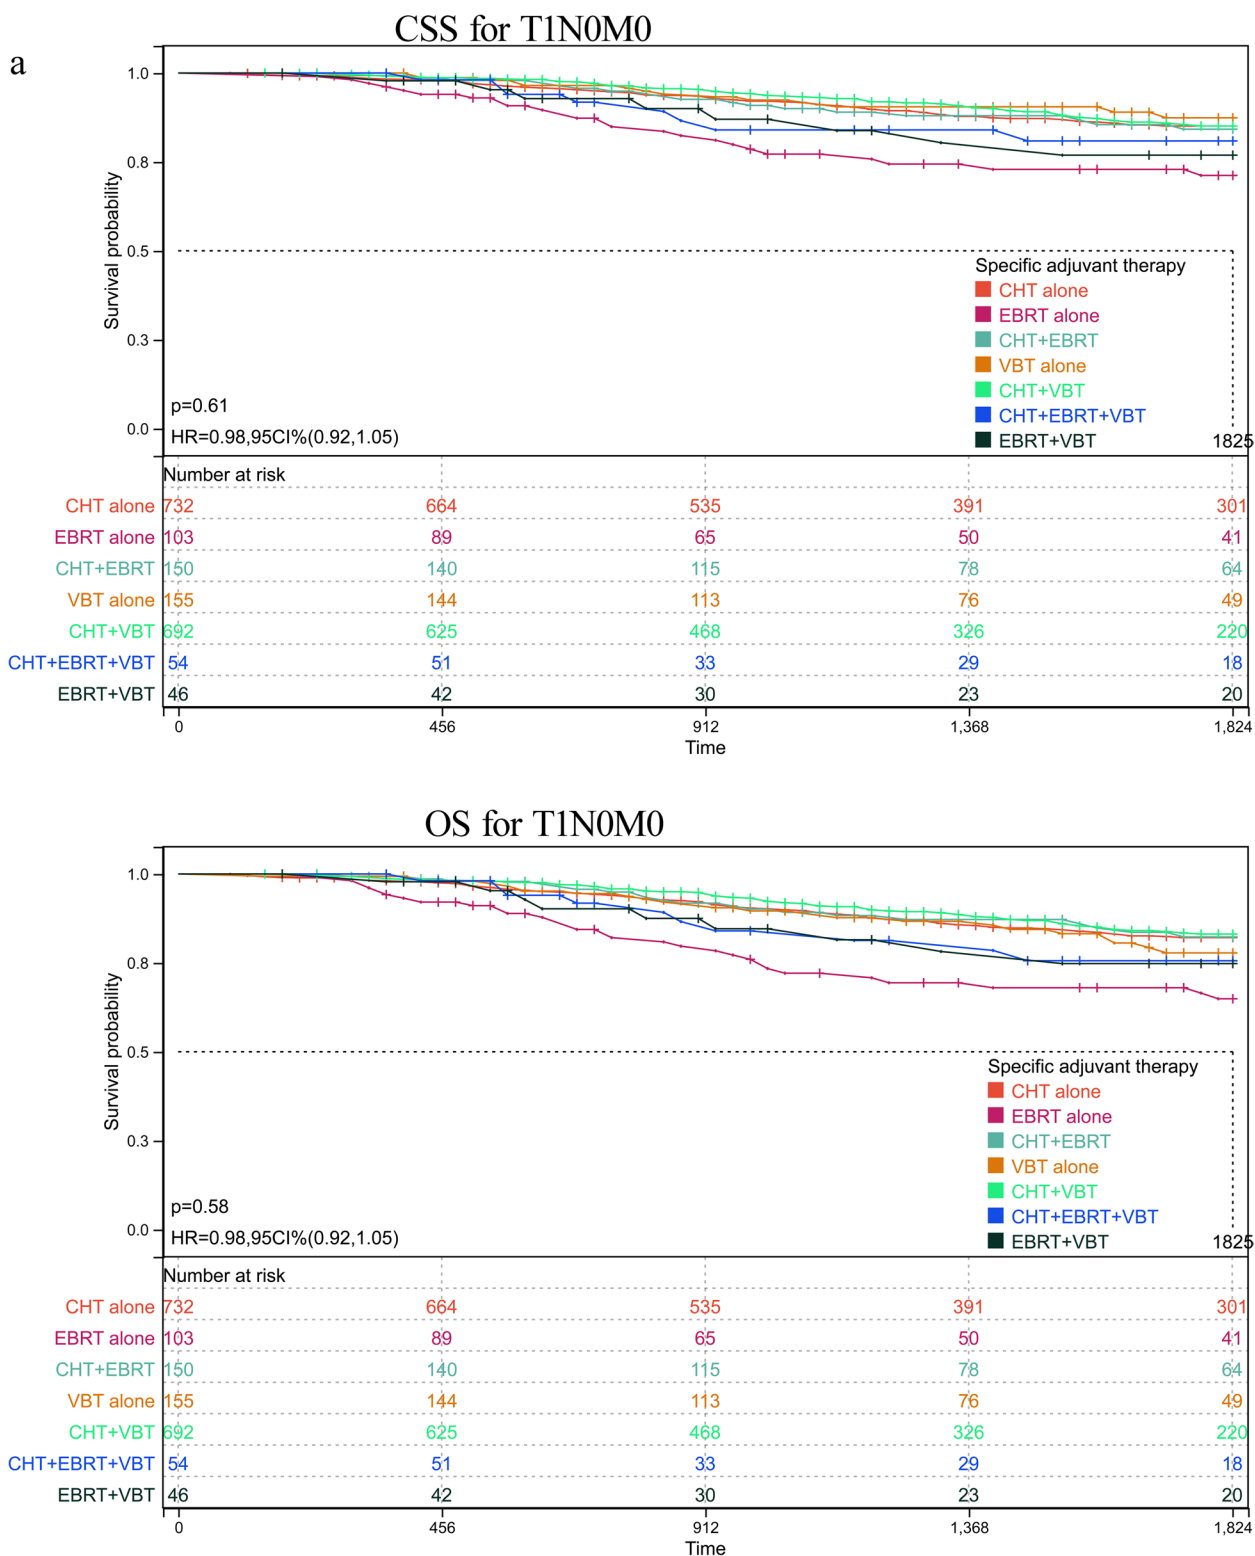 CSS for T1N0M0
a
1.0
0.8
0.5
0.3
0.0
Survival probability
Specific adjuvant therapy
CHT alone
EBRT alone
CHT+EBRT
VBT alone
CHT+VBT
CHT+EBRT+VBT
EBRT+VBT
p=0.61
HR=0.98,95CI%(0.92,1.05)
1825
Number at risk
CHT alone 732 664 535 391 301
EBRT alone 103 89 65 50 41
CHT+EBRT 150 140 115 78 64
VBT alone 155 144 113 76 49
CHT+VBT 692 625 468 326 220
CHT+EBRT+VBT 54 51 33 29 18
EBRT+VBT 46 42 30 23 20
0 456 912 1,368 1,824
Time
OS for T1N0M0
1.0
0.8
0.5
0.3
0.0
Survival probability
Specific adjuvant therapy
CHT alone
EBRT alone
CHT+EBRT
VBT alone
CHT+VBT
CHT+EBRT+VBT
EBRT+VBT
p=0.58
HR=0.98,95CI%(0.92,1.05)
1825
Number at risk
CHT alone 732 664 535 391 301
EBRT alone 103 89 65 50 41
CHT+EBRT 150 140 115 78 64
VBT alone 155 144 113 76 49
CHT+VBT 692 625 468 326 220
CHT+EBRT+VBT 54 51 33 29 18
EBRT+VBT 46 42 30 23 20
0 456 912 1,368 1,824
Time